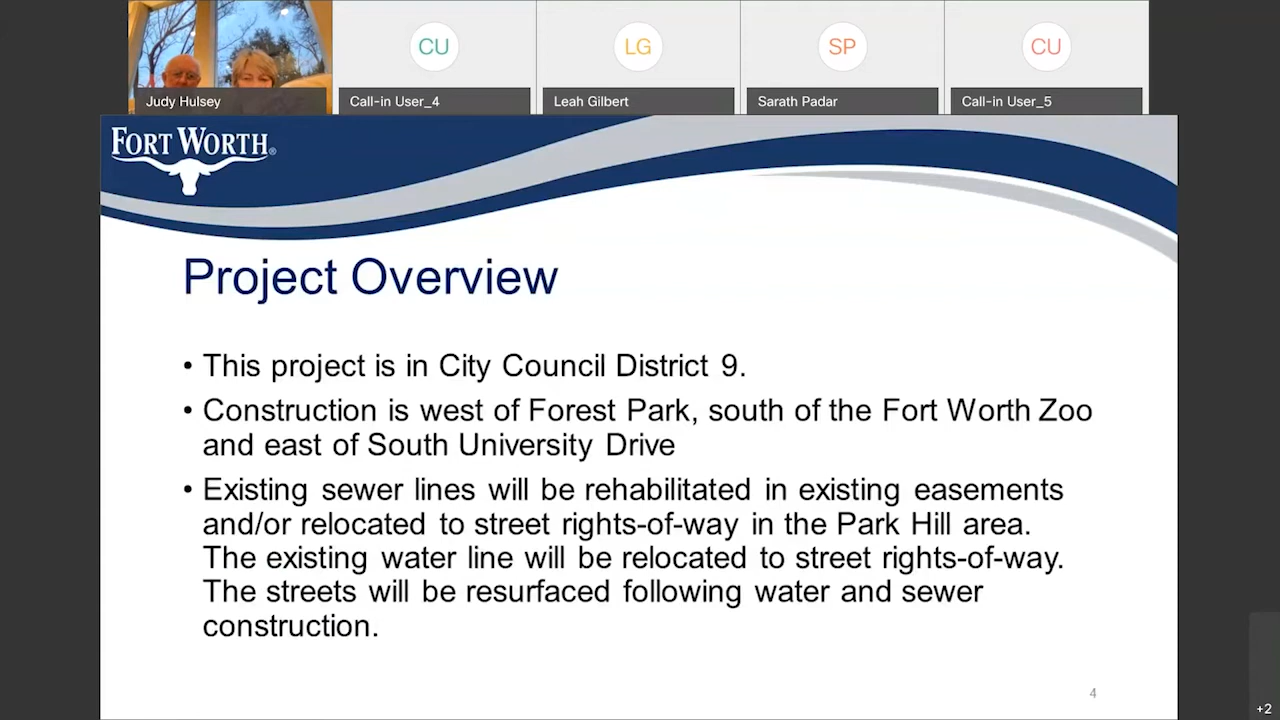 CU
LG
SP
CU
Judy Hulsey
Call-in User_4
Leah Gilbert
Sarath Padar
Call-in User_5
FORT WORTH®
Project Overview
• This project is in City Council District 9.
• Construction is west of Forest Park, south of the Fort Worth Zoo
and east of South University Drive
• Existing sewer lines will be rehabilitated in existing easements
and/or relocated to street rights-of-way in the Park Hill area.
The existing water line will be relocated to street rights-of-way.
The streets will be resurfaced following water and sewer
construction.
4
+2